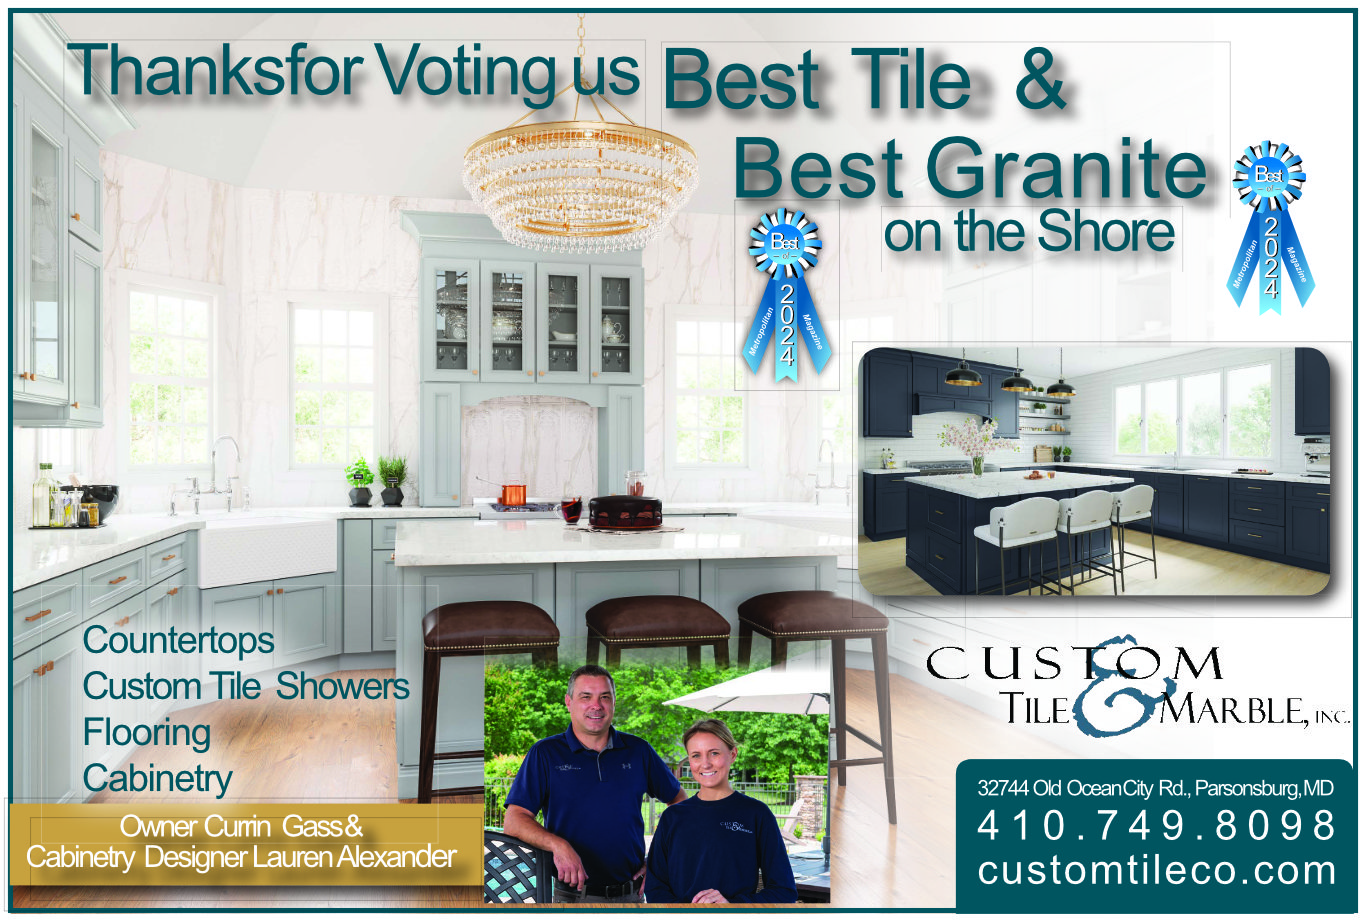 Thanksfor Voting us Best Tile &
Best Granite
on the Shore
Best
of
2024
Metropolitan
Magazine
Best
of
2024
Metropolitan
Magazine
Countertops
Custom Tile Showers
Flooring
Cabinetry
Owner Currin Gass &
Cabinetry Designer Lauren Alexander
CUSTOM
&
TILE MARBLE, INC.
32744 Old Ocean City Rd., Parsonsburg, MD
410.749.8098
customtileco.com